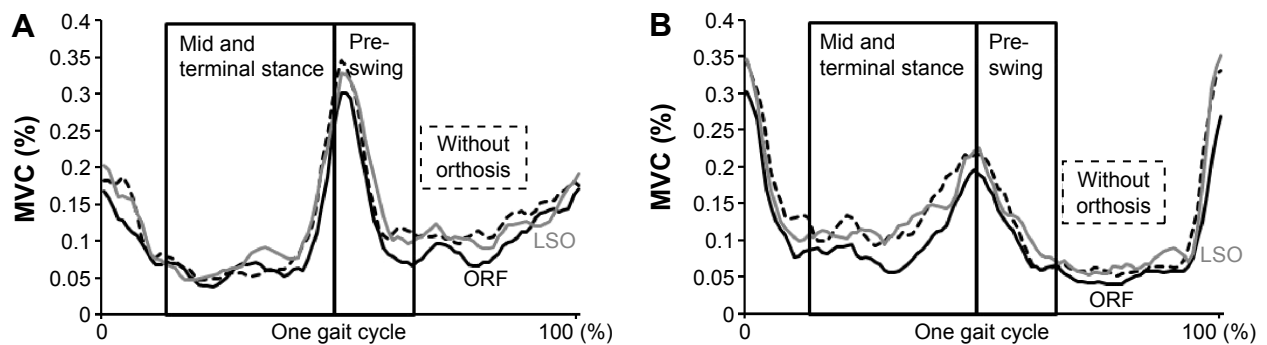 A
MVC (%)
0.4
0.35
0.3
0.25
0.2
0.15
0.1
0.05
0
Mid and
terminal stance
Pre-
swing
Without
orthosis
LSO
ORF
0
One gait cycle
100 (%)
B
MVC (%)
0.4
0.35
0.3
0.25
0.2
0.15
0.1
0.05
0
Mid and
terminal stance
Pre-
swing
Without
orthosis
LSO
ORF
0
One gait cycle
100 (%)